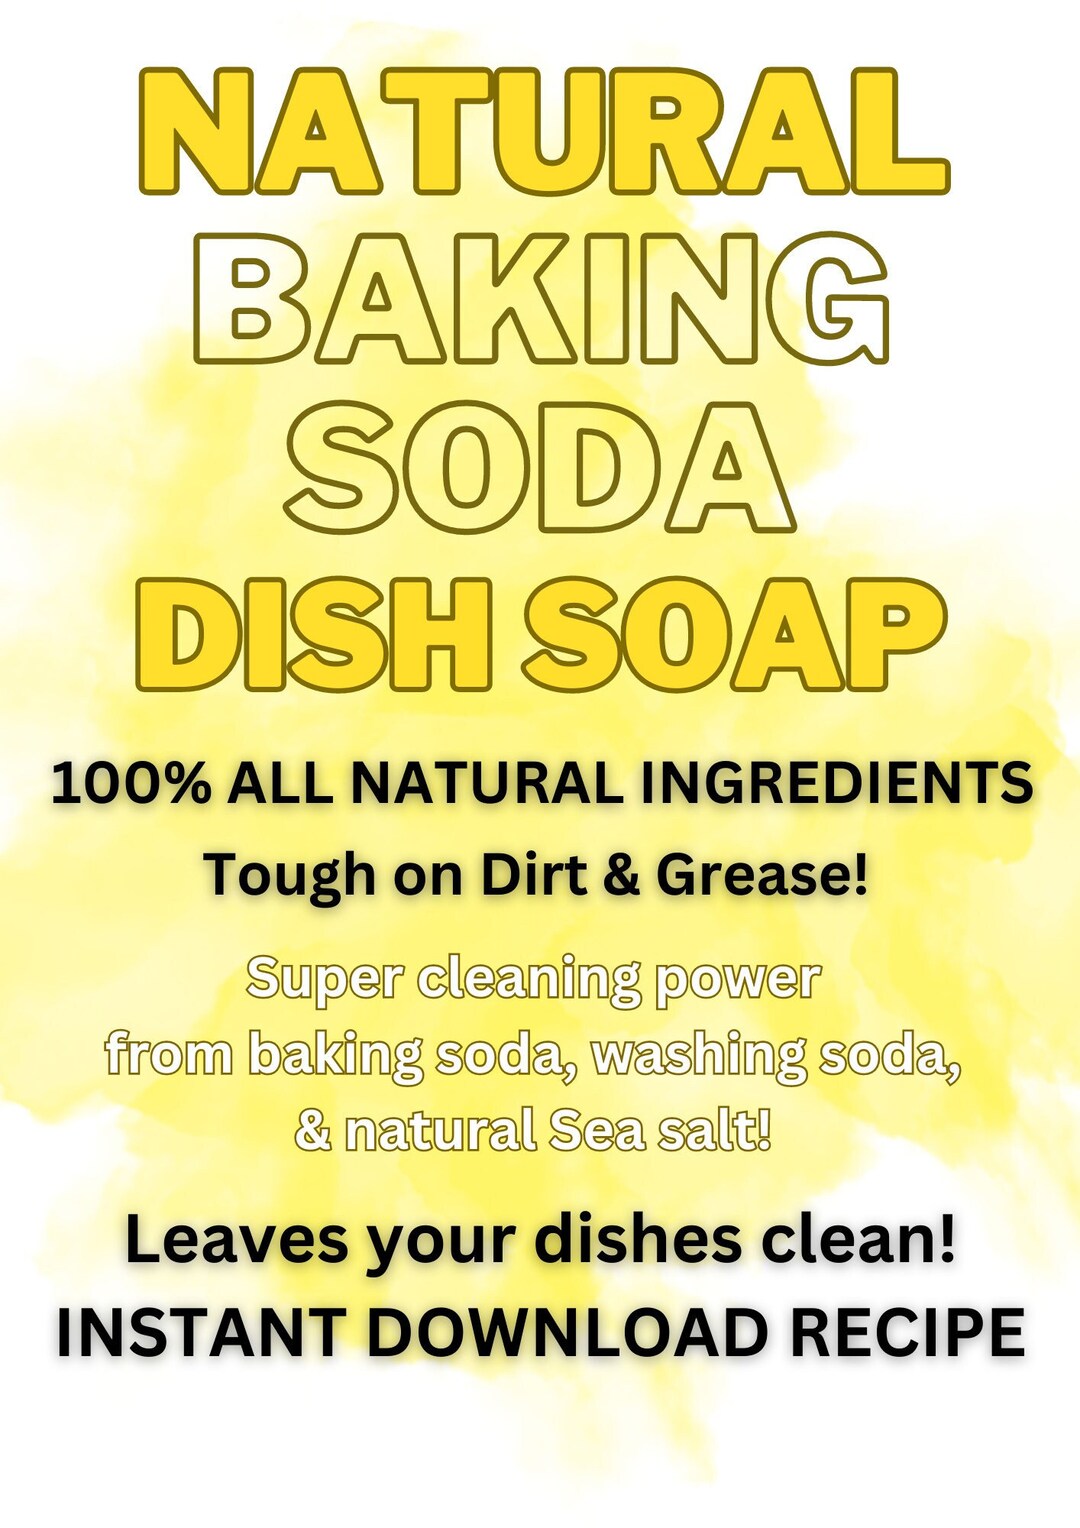 NATURAL
BAKING
SODA
DISH SOAP
100% ALL NATURAL INGREDIENTS
Tough on Dirt & Grease!
Super cleaning power
from baking soda, washing soda,
& natural Sea salt!
Leaves your dishes clean!
INSTANT DOWNLOAD RECIPE